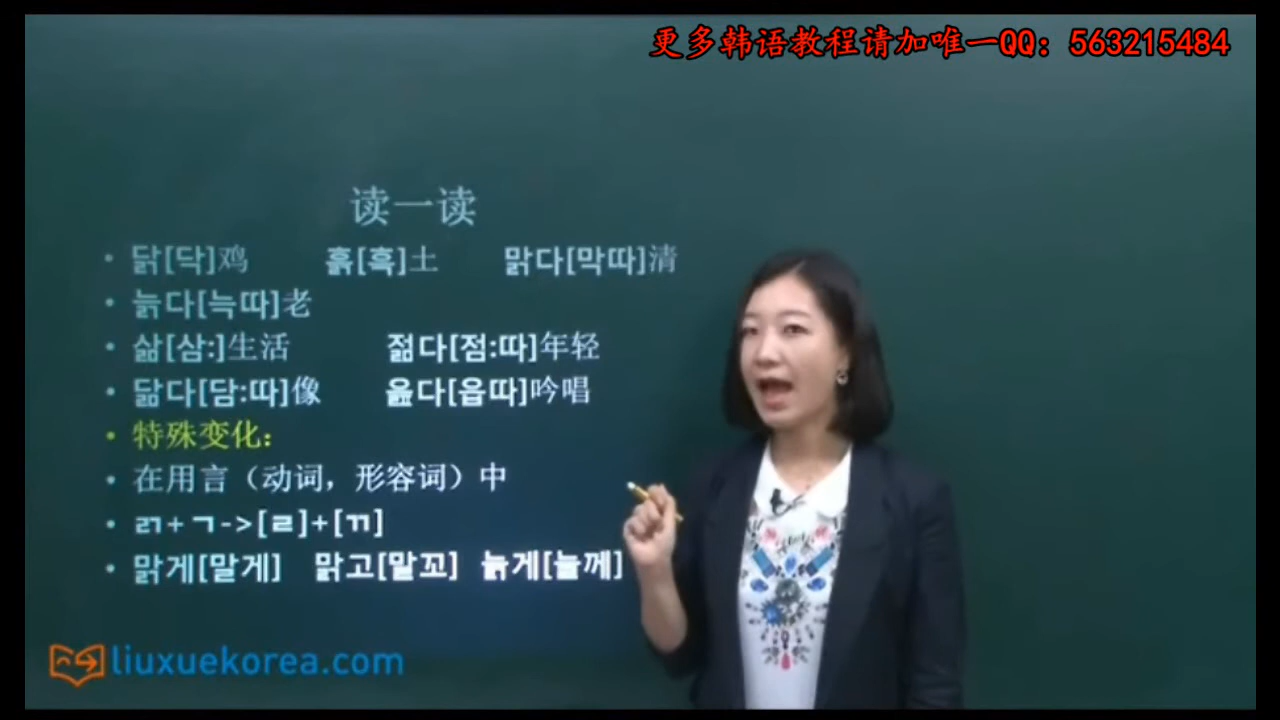 更多韩语教程请加唯一QQ：563215484
读一读
• 닭[닥]鸡 흙[흑]土 맑다[막따]清
• 늙다[늑따]老
• 삶[삼:]生活 젊다[점:따]年轻
• 닮다[담:따]像 읊다[읍따]吟唱
• 特殊变化：
• 在用言（动词，形容词）中
• ㄺ+ㄱ->[ㄹ]+[ㄲ]
• 맑게[말게] 맑고[말꼬] 늙게[늘께]
liuxuekorea.com